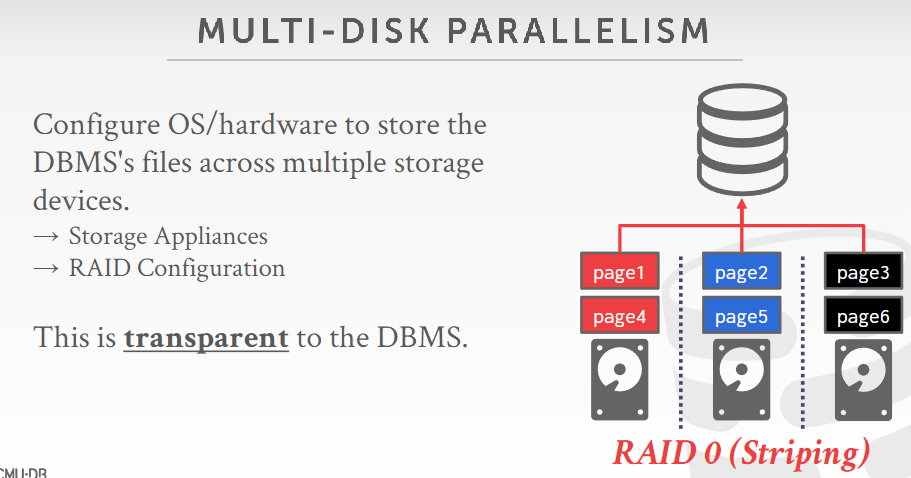 MULTI-DISK PARALLELISM
Configure OS/hardware to store the
DBMS's files across multiple storage
devices.
→ Storage Appliances
→ RAID Configuration
This is transparent to the DBMS.
page1 page2 page3
page4 page5 page6
RAID 0 (Striping)
CMU·DB